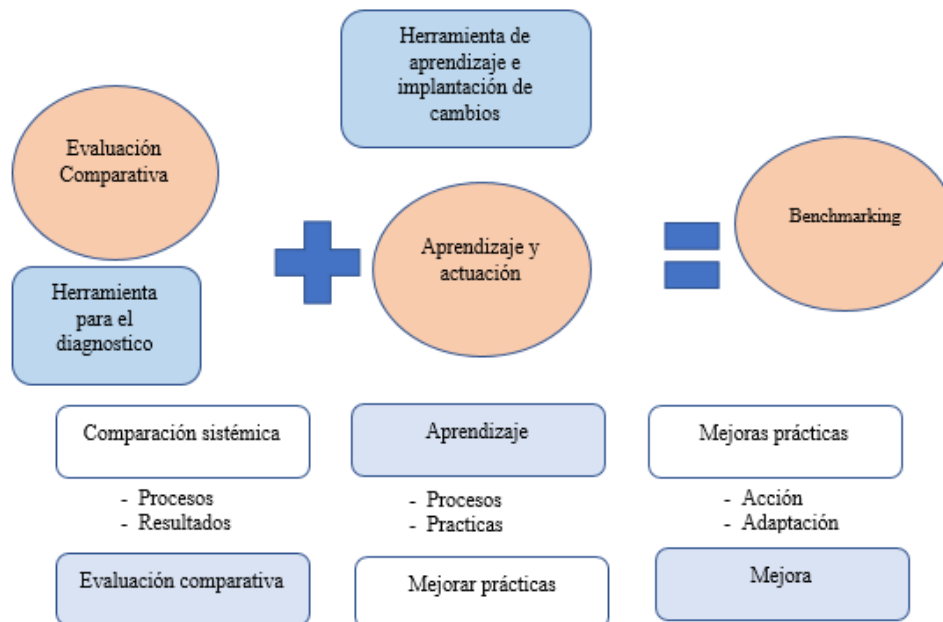 Herramienta de
aprendizaje e
implantación de
cambios
Evaluación
Comparativa
Herramienta
para el
diagnostico
Aprendizaje y
actuación
Benchmarking
Comparación sistémica
- Procesos
- Resultados
Evaluación comparativa
Aprendizaje
- Procesos
- Practicas
Mejorar prácticas
Mejoras prácticas
- Acción
- Adaptación
Mejora